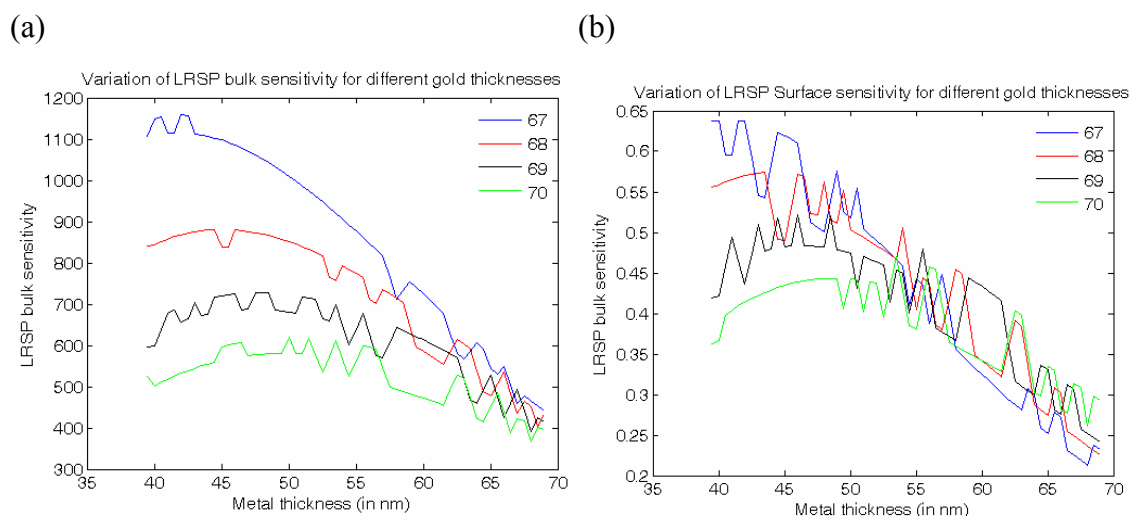 (a)
Variation of LRSP bulk sensitivity for different gold thicknesses
1200
1100
1000
900
800
700
600
500
400
300
LRSP bulk sensitivity
67
68
69
70
35 40 45 50 55 60 65 70
Metal thickness (in nm)
(b)
Variation of LRSP Surface sensitivity for different gold thicknesses
0.65
0.6
0.55
0.5
0.45
0.4
0.35
0.3
0.25
0.2
LRSP bulk sensitivity
67
68
69
70
35 40 45 50 55 60 65 70
Metal thickness (in nm)